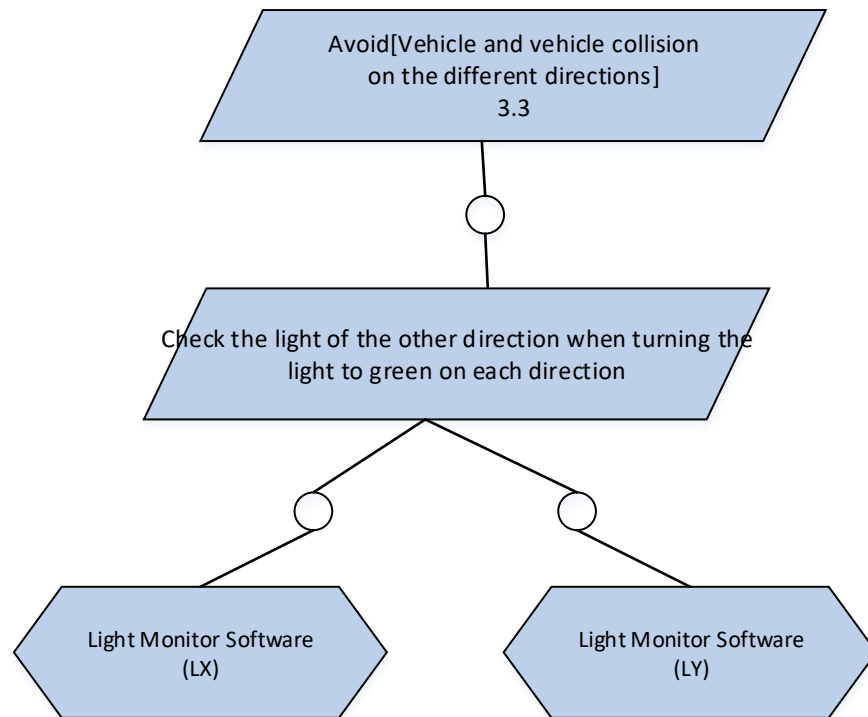 Avoid[Vehicle and vehicle collision
on the different directions]
3.3
Check the light of the other direction when turning the
light to green on each direction
Light Monitor Software
(LX)
Light Monitor Software
(LY)